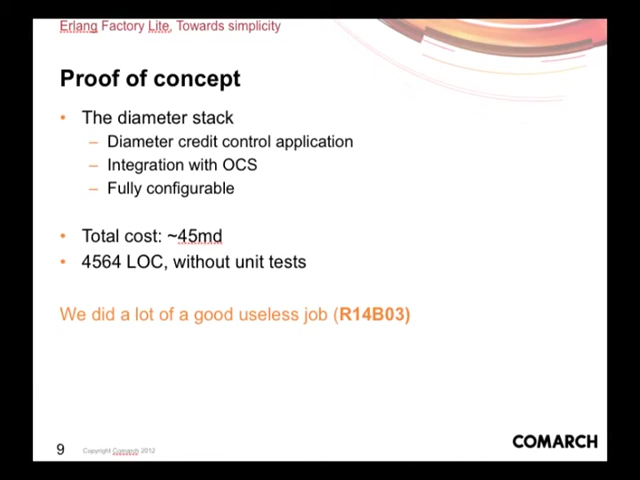 Erlang Factory Lite, Towards simplicity
Proof of concept
• The diameter stack
– Diameter credit control application
– Integration with OCS
– Fully configurable
• Total cost: ~45md
• 4564 LOC, without unit tests
We did a lot of a good useless job (R14B03)
COMARCH
9 Copyright Comarch 2012